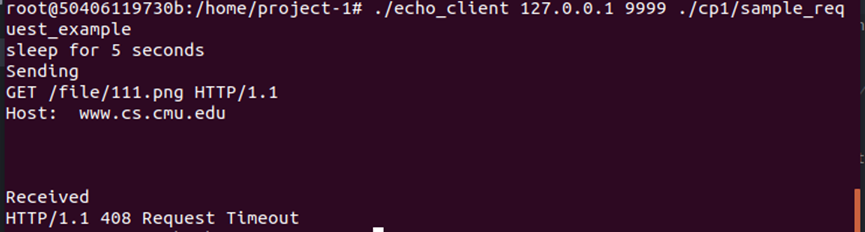 root@50406119730b:/home/project-1# ./echo_client 127.0.0.1 9999 ./cp1/sample_req
uest_example
sleep for 5 seconds
Sending
GET /file/111.png HTTP/1.1
Host:  www.cs.cmu.edu
Received
HTTP/1.1 408 Request Timeout